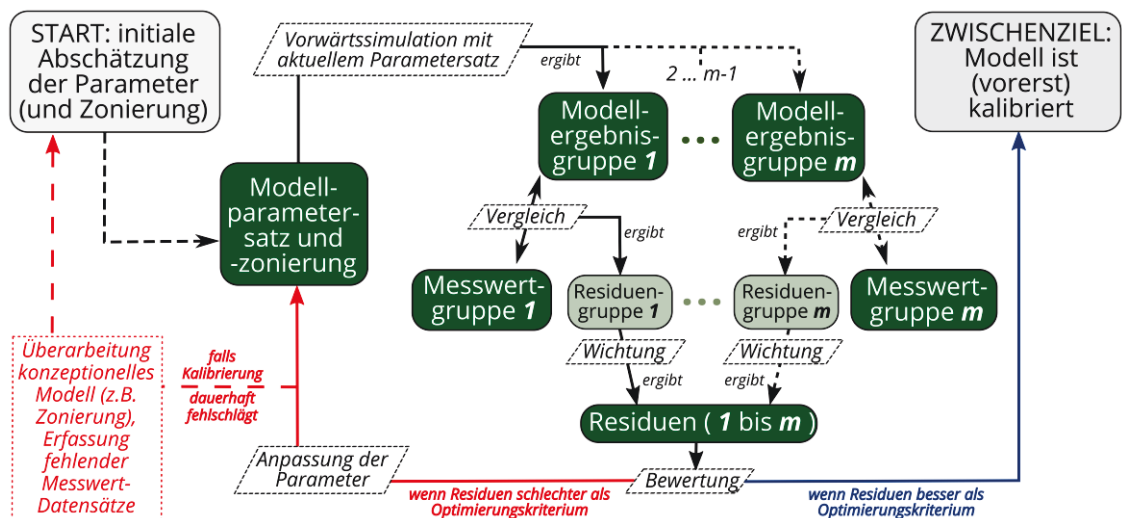 START: initiale
Abschätzung
der Parameter
(und Zonierung)
Vorwärtssimulation mit
aktuellem Parametersatz
ergibt
2 ... m-1
ZWISCHENZIEL:
Modell ist
(vorerst)
kalibriert
Modell-
ergebnis-
gruppe 1
Modell-
ergebnis-
gruppe m
Modell-
parameter-
satz und
-zonierung
Vergleich
ergibt
ergibt
Vergleich
Messwert-
gruppe 1
Residuen-
gruppe 1
Residuen-
gruppe m
Messwert-
gruppe m
Wichtung
Wichtung
ergibt
ergibt
Überarbeitung
konzeptionelles
Modell (z.B.
Zonierung),
Erfassung
fehlender
Messwert-
Datensätze
falls
Kalibrierung
dauerhaft
fehlschlägt
Residuen ( 1 bis m )
Anpassung der
Parameter
Bewertung
wenn Residuen schlechter als
Optimierungskriterium
wenn Residuen besser als
Optimierungskriterium